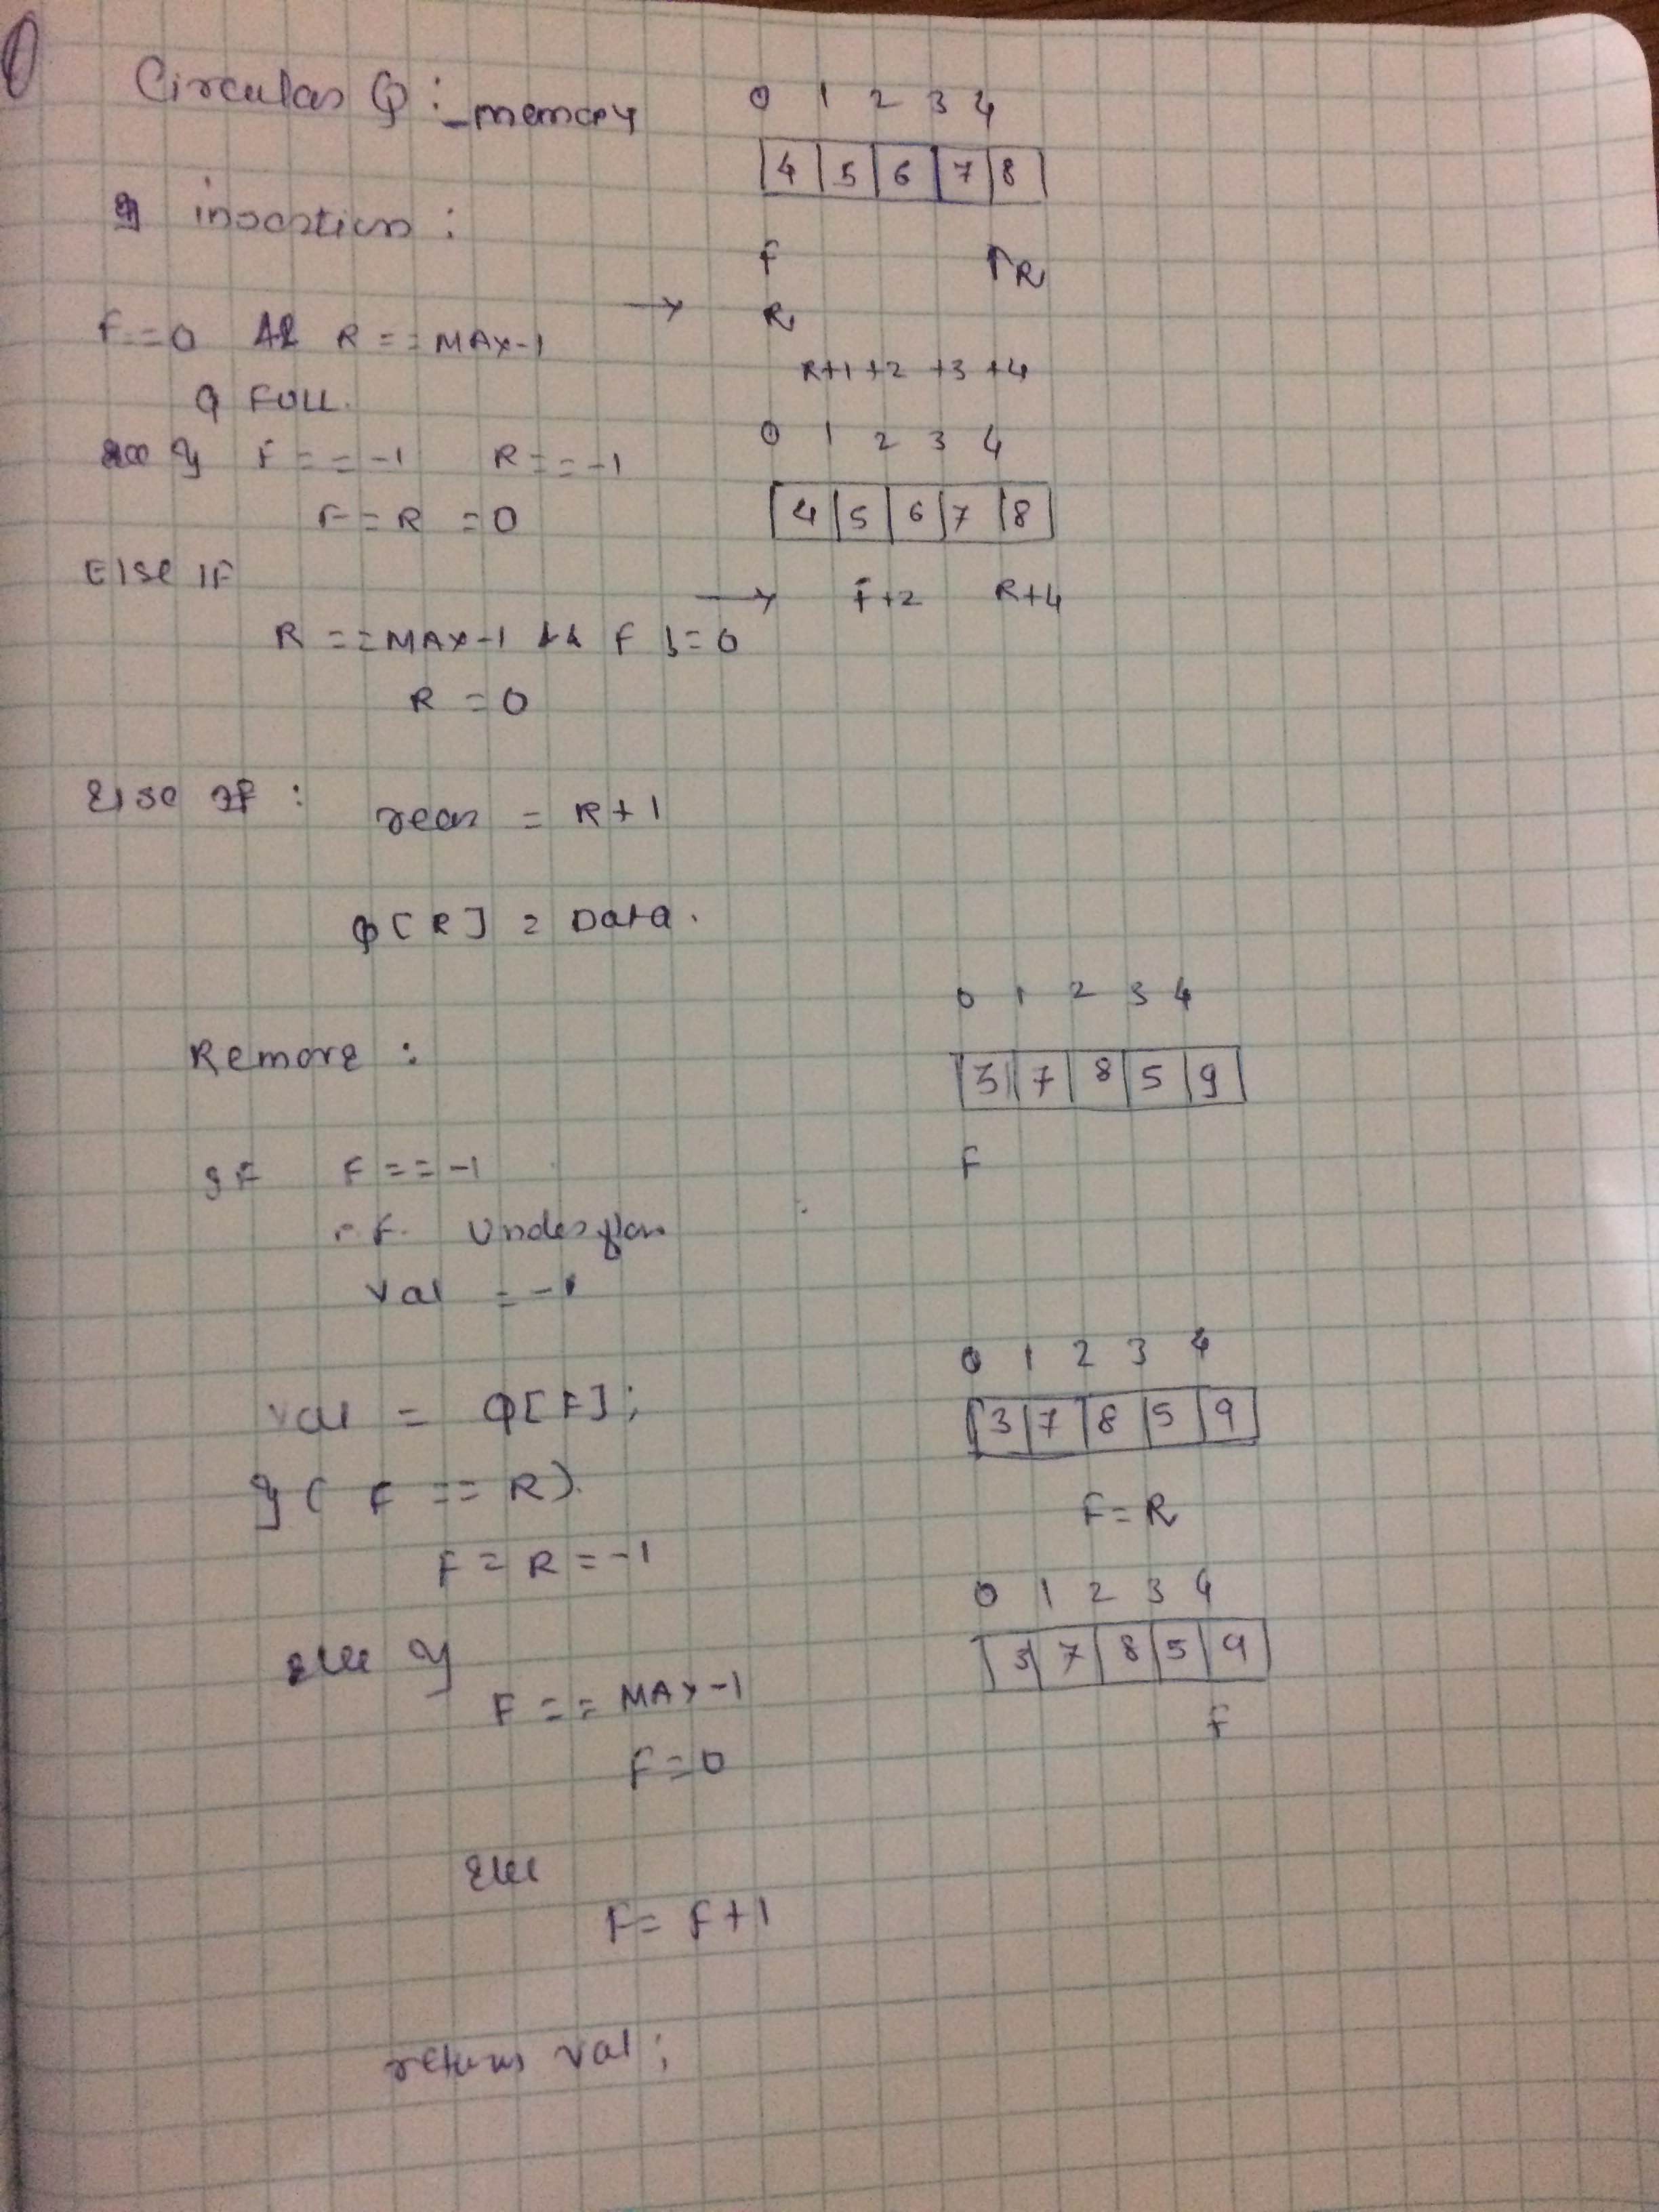 Circular Q : - memory
0 1 2 3 4
4 5 6 7 8
insertion :
F ↑R
→ R
F = 0 && R == MAX-1
R+1 +2 +3 +4
Q FULL.
0 1 2 3 4
else if F == -1 R == -1
F = R = 0
4 5 6 7 8
Else IF
→ F+2 R+4
R == MAX-1 && F != 0
R = 0
Else If : rear = R+1
Q[R] = Data.
0 1 2 3 4
Remove :
3 7 8 5 9
IF F == -1
F
Underflow
val = -1
0 1 2 3 4
val = Q[F];
3 7 8 5 9
if ( F == R )
F = R
F = R = -1
0 1 2 3 4
else if
3 7 8 5 9
F == MAX-1
F
F = 0
else
F = F+1
return val;